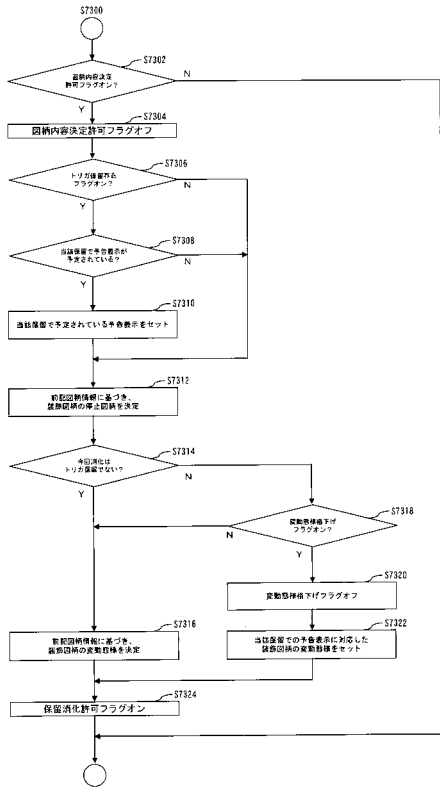 S7300
S7302
図柄内容決定
許可フラグオン？
N
Y
S7304
図柄内容決定許可フラグオフ
S7306
トリガ保留存在
フラグオン？
N
Y
S7308
当該保留で予告表示が
予定されている？
N
Y
S7310
当該保留で予定されている予告表示をセット
S7312
前記図柄情報に基づき、
装飾図柄の停止図柄を決定
S7314
今回消化は
トリガ保留でない？
N
Y
S7318
変動態様格下げ
フラグオン？
N
Y
S7320
変動態様格下げフラグオフ
S7316
前記図柄情報に基づき、
装飾図柄の変動態様を決定
S7322
当該保留での予告表示に対応した
装飾図柄の変動態様をセット
S7324
保留消化許可フラグオン